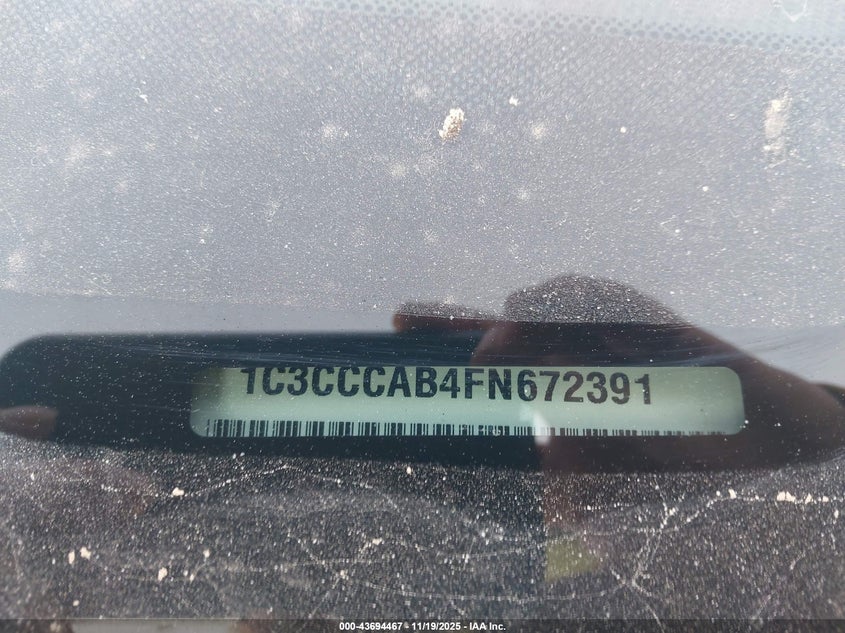 1C3CCCAB4FN672391
000-43694467 - 11/19/2025 - IAA Inc.